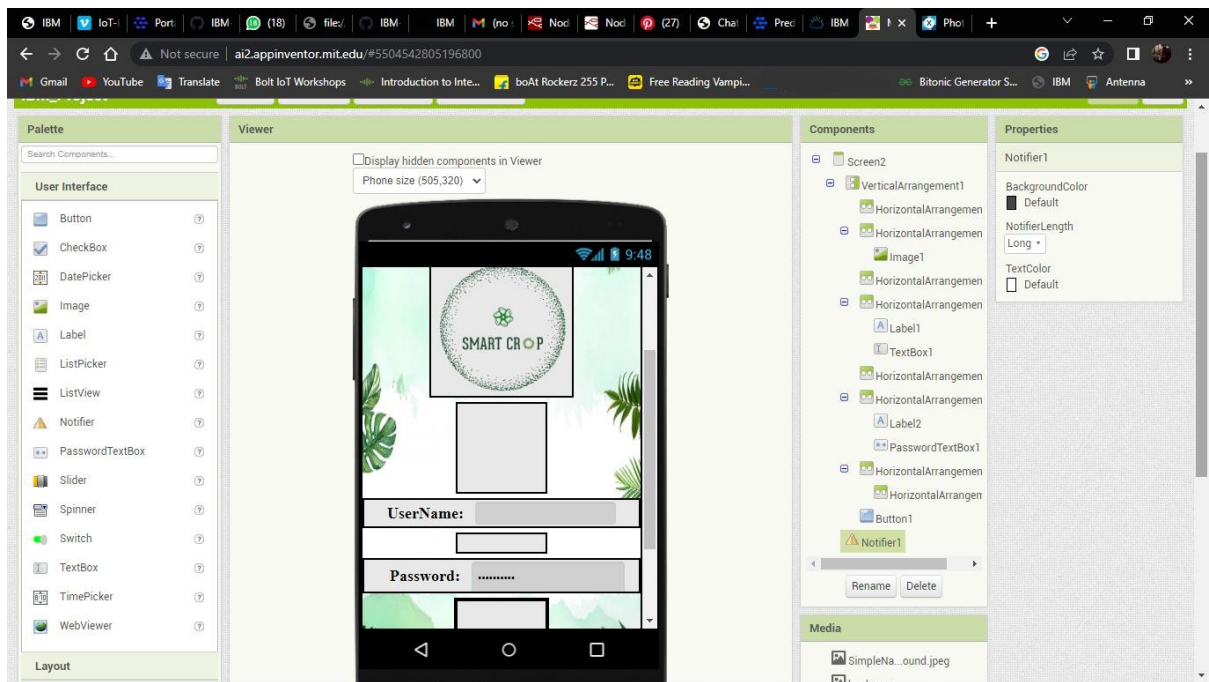 IBM
IoT-I
Port
IBM-
(18)
file:/
IBM-
IBM
(no s
Nod
Nod
(27)
Chat
Pred
IBM
Phot
Not secure
ai2.appinventor.mit.edu/#5504542805196800
Gmail
YouTube
Translate
Bolt IoT Workshops
Introduction to Inte...
boAt Rockerz 255 P...
Free Reading Vampi...
Bitonic Generator S...
IBM
Antenna
»
Palette
Search Components...
User Interface
Button
CheckBox
DatePicker
Image
Label
ListPicker
ListView
Notifier
PasswordTextBox
Slider
Spinner
Switch
TextBox
TimePicker
WebViewer
Layout
Viewer
Display hidden components in Viewer
Phone size (505,320)
9:48
SMART CROP
UserName:
Password:
Components
Screen2
VerticalArrangement1
HorizontalArrangemen
HorizontalArrangemen
Image1
HorizontalArrangemen
HorizontalArrangemen
Label1
TextBox1
HorizontalArrangemen
HorizontalArrangemen
Label2
PasswordTextBox1
HorizontalArrangemen
HorizontalArrangen
Button1
Notifier1
Rename Delete
Media
SimpleNa...ound.jpeg
Properties
Notifier1
BackgroundColor
Default
NotifierLength
Long
TextColor
Default